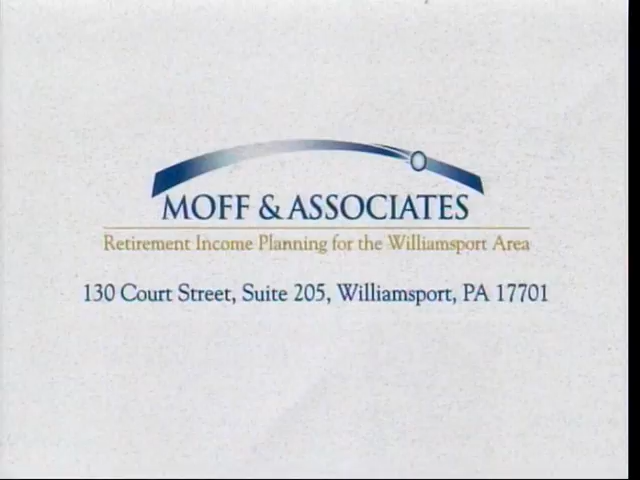 MOFF & ASSOCIATES
Retirement Income Planning for the Williamsport Area
130 Court Street, Suite 205, Williamsport, PA 17701